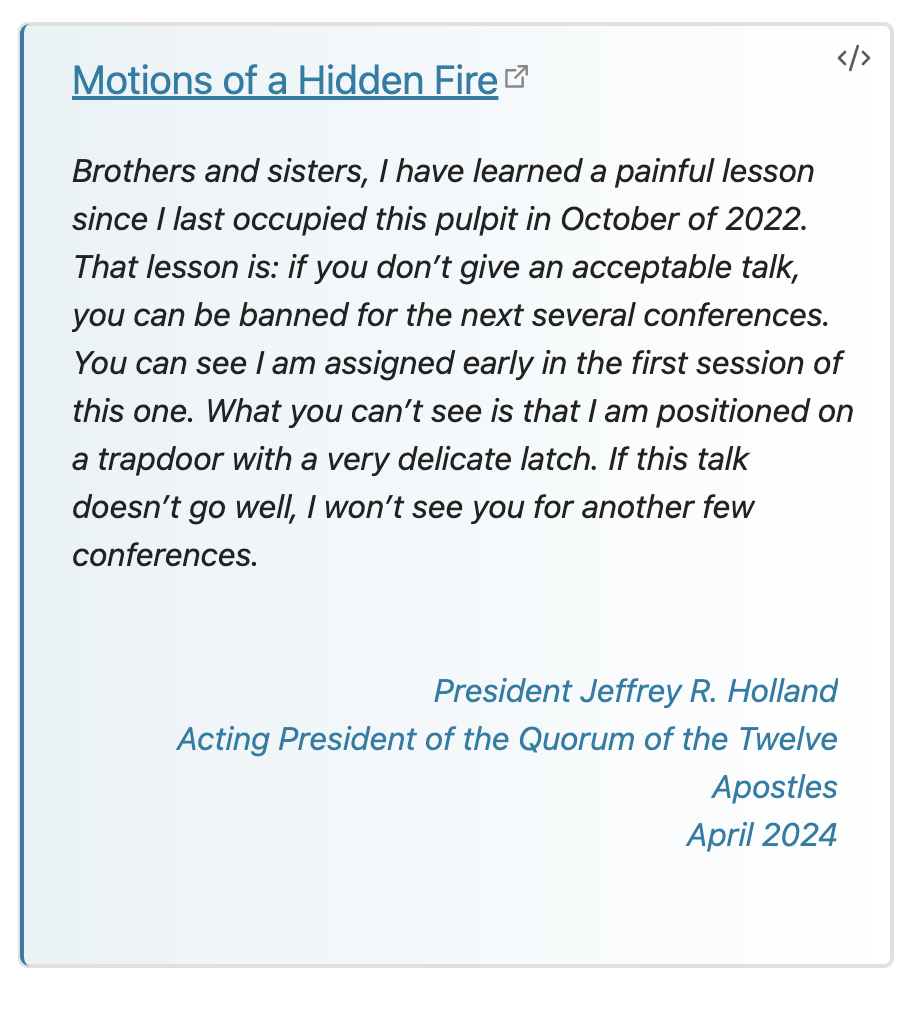 Motions of a Hidden Fire
</>
Brothers and sisters, I have learned a painful lesson
since I last occupied this pulpit in October of 2022.
That lesson is: if you don’t give an acceptable talk,
you can be banned for the next several conferences.
You can see I am assigned early in the first session of
this one. What you can’t see is that I am positioned on
a trapdoor with a very delicate latch. If this talk
doesn’t go well, I won’t see you for another few
conferences.
President Jeffrey R. Holland
Acting President of the Quorum of the Twelve
Apostles
April 2024